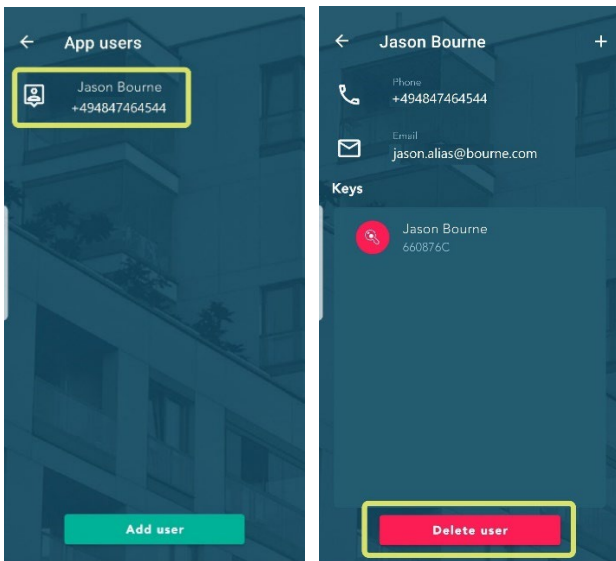 App users
Jason Bourne
+494847464544
Add user
Jason Bourne
Phone
+494847464544
Email
jason.alias@bourne.com
Keys
Jason Bourne
660876C
Delete user